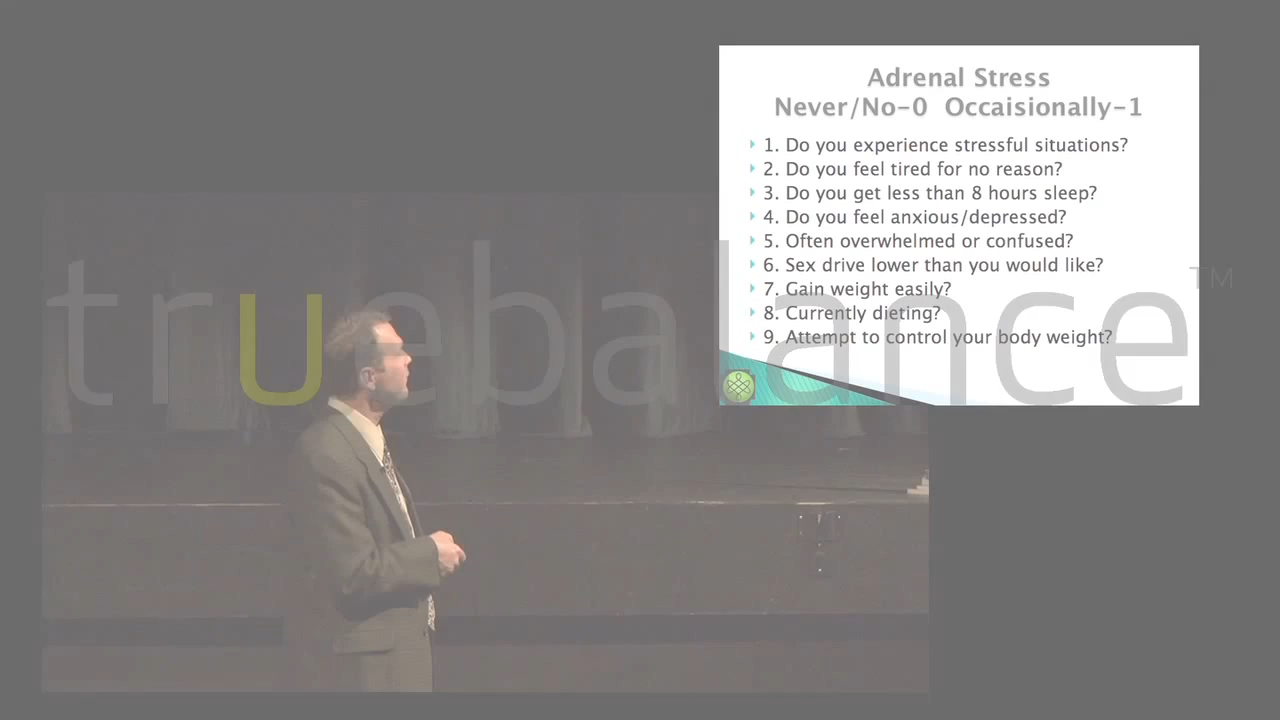 Adrenal Stress
Never/No-0 Occaisionally-1
1. Do you experience stressful situations?
2. Do you feel tired for no reason?
3. Do you get less than 8 hours sleep?
4. Do you feel anxious/depressed?
5. Often overwhelmed or confused?
6. Sex drive lower than you would like?
7. Gain weight easily?
8. Currently dieting?
9. Attempt to control your body weight?
truebalance™